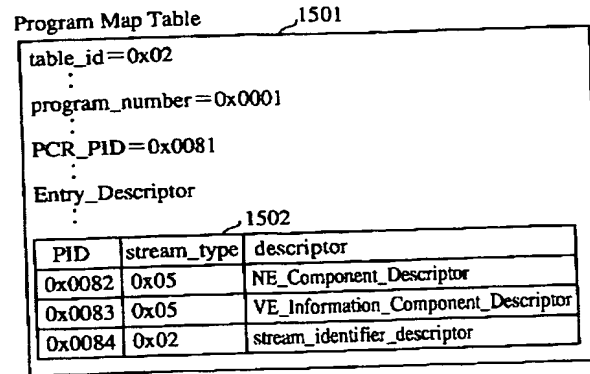 Program Map Table
1501
table_id=0x02
program_number=0x0001
PCR_PID=0x0081
Entry_Descriptor
1502
PID stream_type descriptor
0x0082 0x05 NE_Component_Descriptor
0x0083 0x05 VE_Information_Component_Descriptor
0x0084 0x02 stream_identifier_descriptor